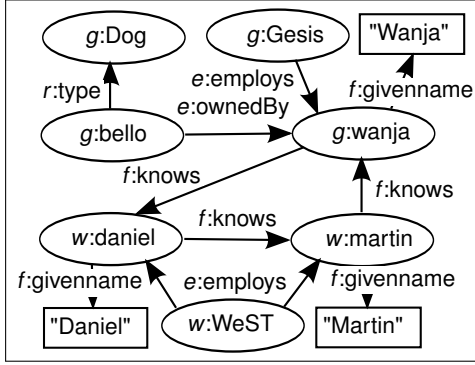 g:Dog
g:Gesis
"Wanja"
e:employs
f:givenname
r:type
e:ownedBy
g:bello
g:wanja
f:knows
f:knows
f:knows
w:daniel
w:martin
f:givenname
e:employs
f:givenname
"Daniel"
w:WeST
"Martin"